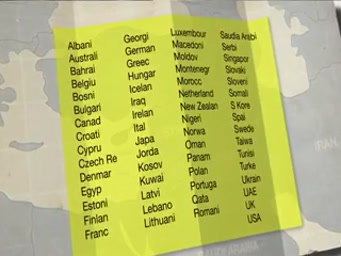 Albani
Australi
Bahrai
Belgiu
Bosni
Bulgari
Canad
Croati
Cypru
Czech Re
Denmar
Egyp
Estoni
Finlan
Franc
Georgi
German
Greec
Hungar
Icelan
Iraq
Irelan
Ital
Japa
Jorda
Kosov
Kuwai
Latvi
Lebano
Lithuani
Luxembour
Macedoni
Moldov
Montenegr
Morocc
Netherland
New Zealan
Nigeri
Norwa
Oman
Panam
Polan
Portuga
Qata
Romani
Saudia Arabi
Serbi
Singapor
Slovaki
Sloveni
Somali
S Kore
Spai
Swede
Taiwa
Tunisi
Turke
Ukrain
UAE
UK
USA
IRAN
SAUDI ARABIA